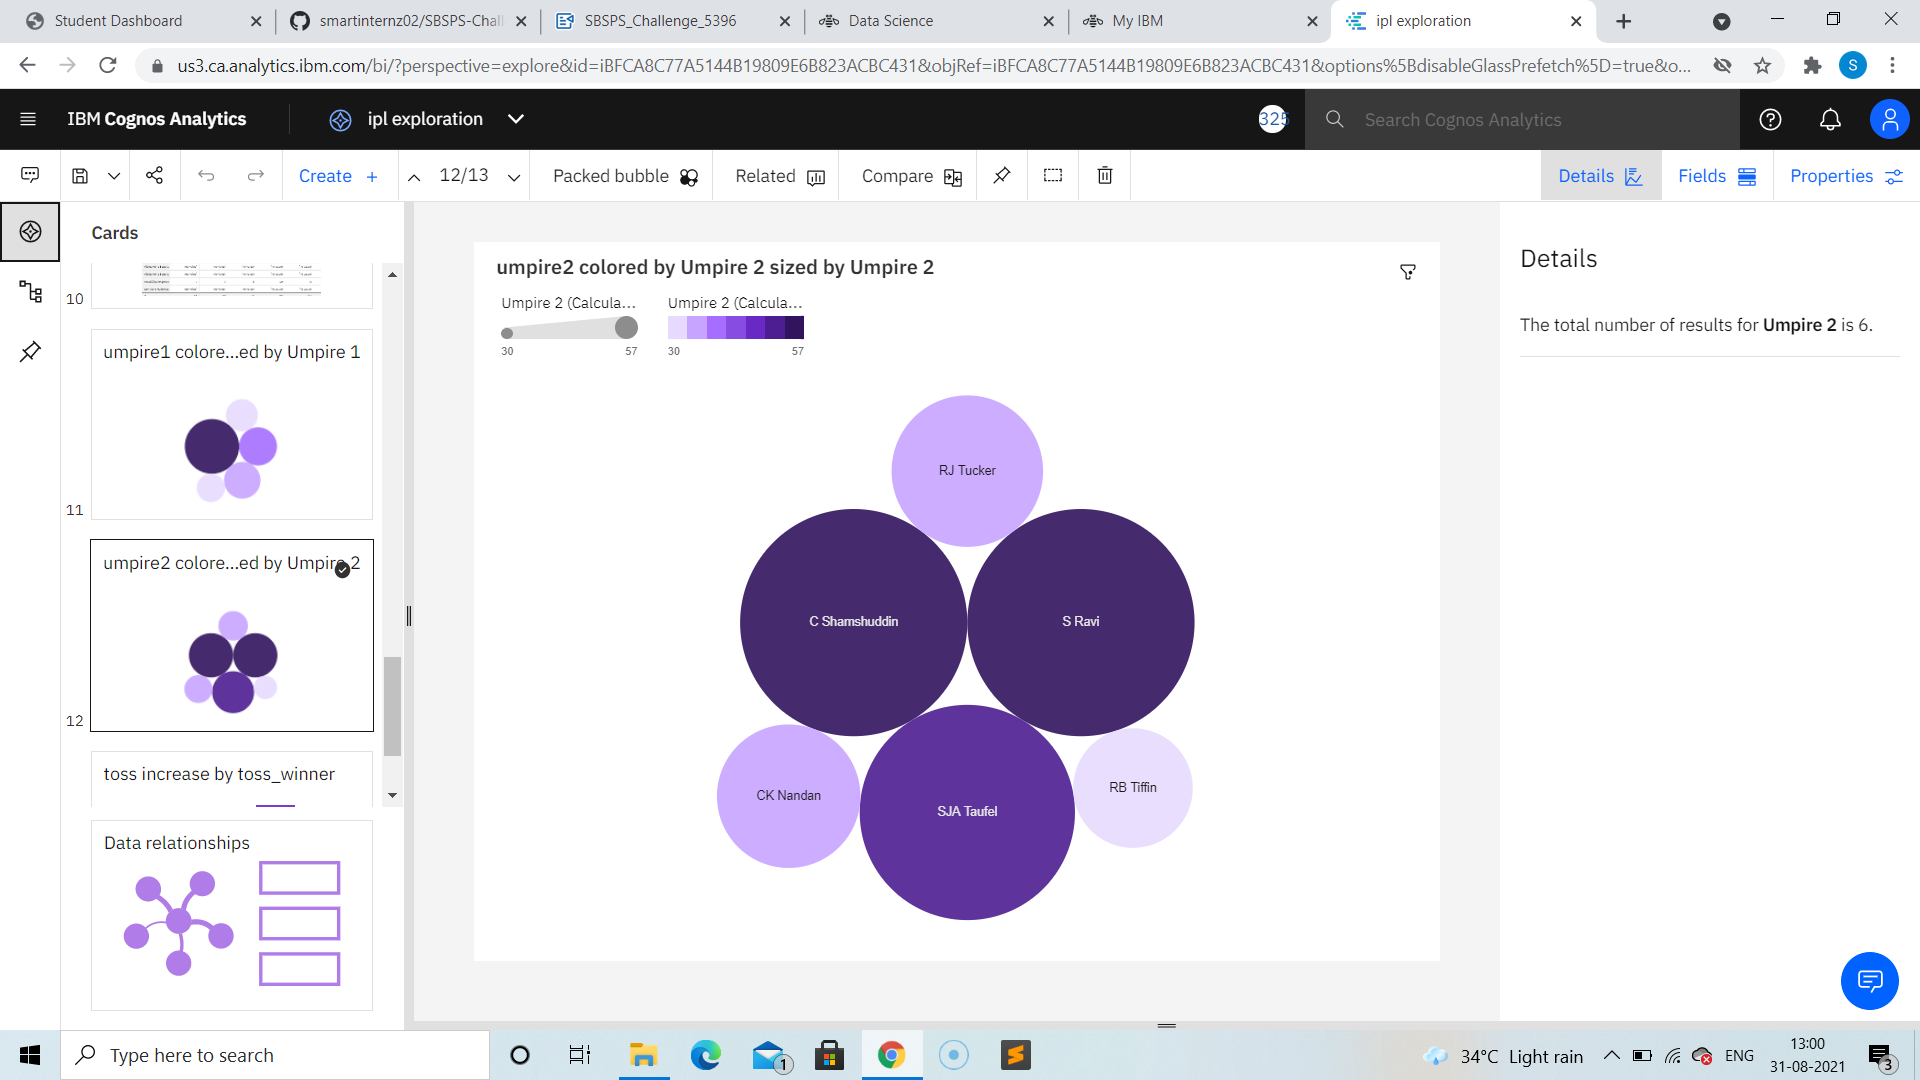 Student Dashboard
smartinternz02/SBSPS-Chall
SBSPS_Challenge_5396
Data Science
My IBM
ipl exploration
us3.ca.analytics.ibm.com/bi/?perspective=explore&id=iBFCA8C77A5144B19809E6B823ACBC431&objRef=iBFCA8C77A5144B19809E6B823ACBC431&options%5BdisableGlassPrefetch%5D=true&o...
S
IBM Cognos Analytics
ipl exploration
325
Search Cognos Analytics
Create +
12/13
Packed bubble
Related
Compare
Details
Fields
Properties
Cards
10
umpire1 colore...ed by Umpire 1
11
umpire2 colore...ed by Umpire 2
12
toss increase by toss_winner
Data relationships
umpire2 colored by Umpire 2 sized by Umpire 2
Umpire 2 (Calcula...
Umpire 2 (Calcula...
30
57
30
57
RJ Tucker
C Shamshuddin
S Ravi
CK Nandan
SJA Taufel
RB Tiffin
Details
The total number of results for Umpire 2 is 6.
Type here to search
1
34°C Light rain
ENG
13:00
31-08-2021
3